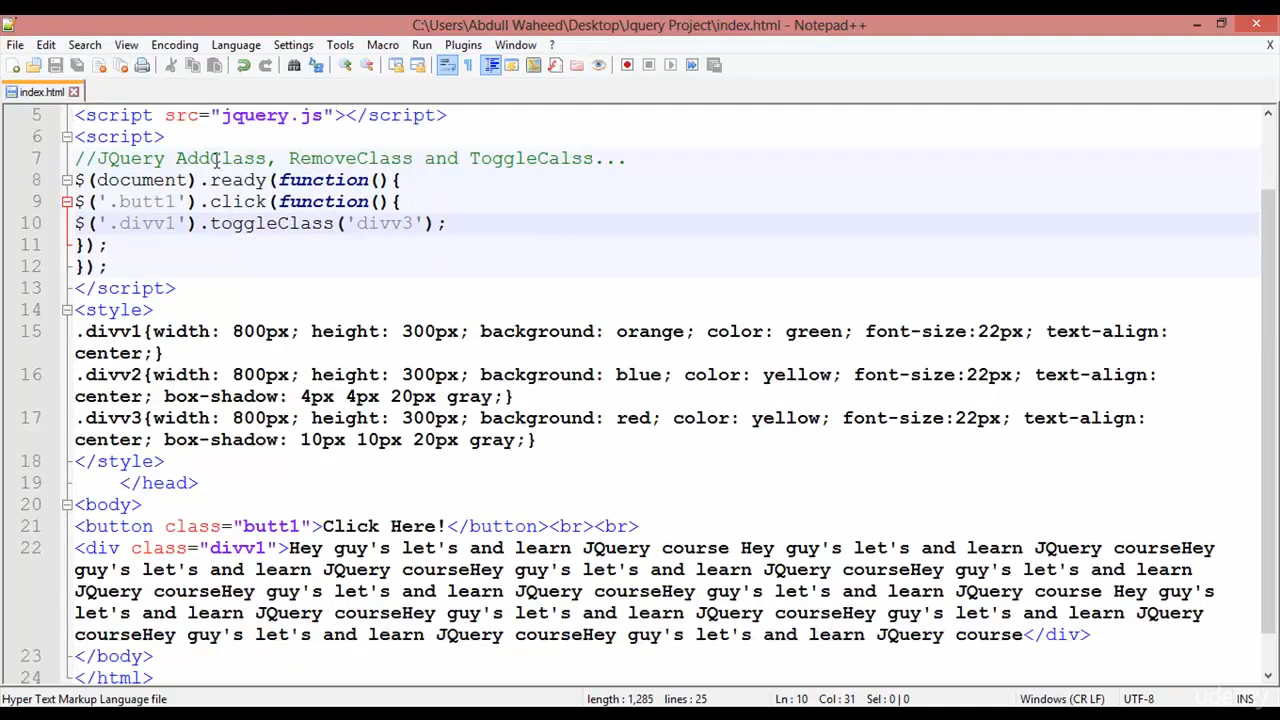 C:\Users\Abdull Waheed\Desktop\Jquery Project\index.html - Notepad++
File Edit Search View Encoding Language Settings Tools Macro Run Plugins Window ? X
index.html
5 <script src="jquery.js"></script>
6 <script>
7 //JQuery AddClass, RemoveClass and ToggleCalss...
8 $(document).ready(function(){
9 $('.butt1').click(function(){
10 $('.divv1').toggleClass('divv3');
11 });
12 });
13 </script>
14 <style>
15 .divv1{width: 800px; height: 300px; background: orange; color: green; font-size:22px; text-align:
center;}
16 .divv2{width: 800px; height: 300px; background: blue; color: yellow; font-size:22px; text-align:
center; box-shadow: 4px 4px 20px gray;}
17 .divv3{width: 800px; height: 300px; background: red; color: yellow; font-size:22px; text-align:
center; box-shadow: 10px 10px 20px gray;}
18 </style>
19 </head>
20 <body>
21 <button class="butt1">Click Here!</button><br><br>
22 <div class="divv1">Hey guy's let's and learn JQuery course Hey guy's let's and learn JQuery courseHey
guy's let's and learn JQuery courseHey guy's let's and learn JQuery courseHey guy's let's and learn
JQuery courseHey guy's let's and learn JQuery courseHey guy's let's and learn JQuery course Hey guy's
let's and learn JQuery courseHey guy's let's and learn JQuery courseHey guy's let's and learn JQuery
courseHey guy's let's and learn JQuery courseHey guy's let's and learn JQuery course</div>
23 </body>
24 </html>
Hyper Text Markup Language file length : 1,285 lines : 25 Ln : 10 Col : 31 Sel : 0 | 0 Windows (CR LF) UTF-8 INS
udemy